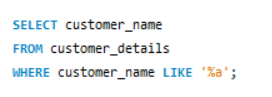 SELECT customer_name
FROM customer_details
WHERE customer_name LIKE '%a';